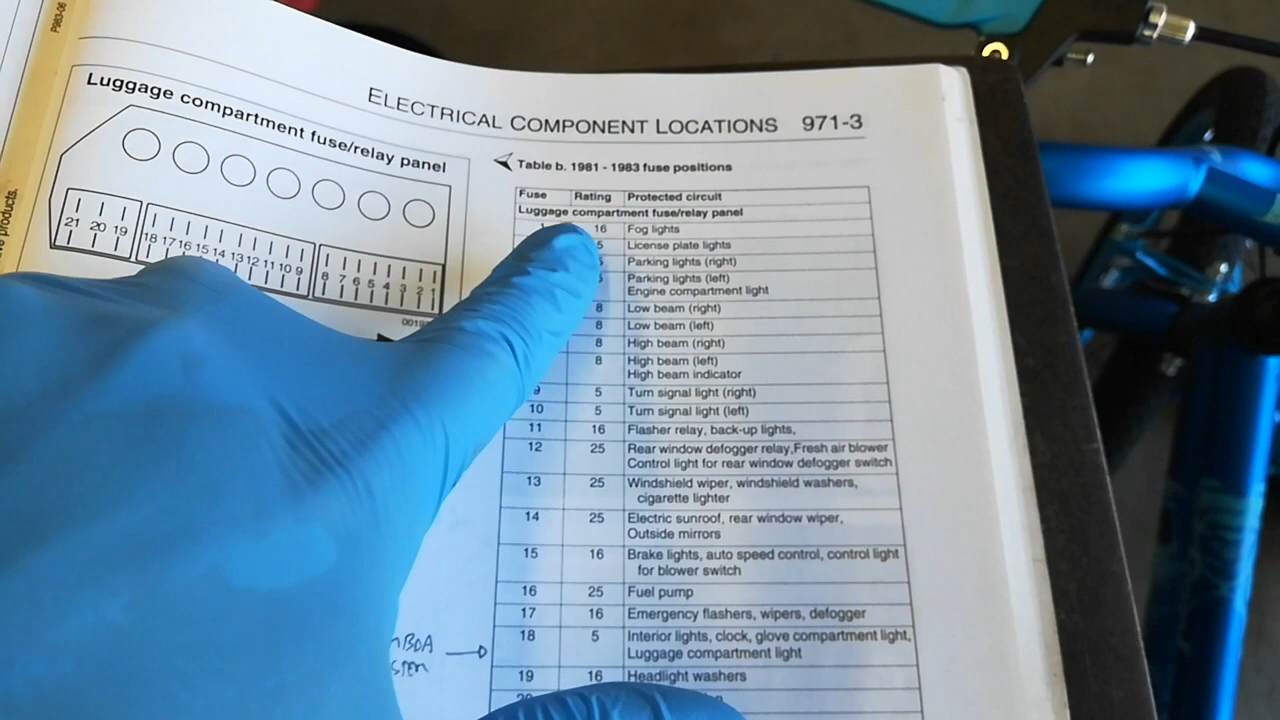 P983-06
ve products.
Luggage compartment fuse/relay panel
21 20 19 18 17 16 15 14 13 12 11 10 9 8 7 6 5 4 3 2 1
ELECTRICAL COMPONENT LOCATIONS 971-3
Table b. 1981 - 1983 fuse positions
Fuse Rating Protected circuit
Luggage compartment fuse/relay panel
1 16 Fog lights
5 License plate lights
Parking lights (right)
Parking lights (left)
Engine compartment light
8 Low beam (right)
8 Low beam (left)
8 High beam (right)
8 High beam (left)
High beam indicator
9 5 Turn signal light (right)
10 5 Turn signal light (left)
11 16 Flasher relay, back-up lights,
12 25 Rear window defogger relay,Fresh air blower
Control light for rear window defogger switch
13 25 Windshield wiper, windshield washers,
cigarette lighter
14 25 Electric sunroof, rear window wiper,
Outside mirrors
15 16 Brake lights, auto speed control, control light
for blower switch
16 25 Fuel pump
17 16 Emergency flashers, wipers, defogger
18 5 Interior lights, clock, glove compartment light,
Luggage compartment light
19 16 Headlight washers